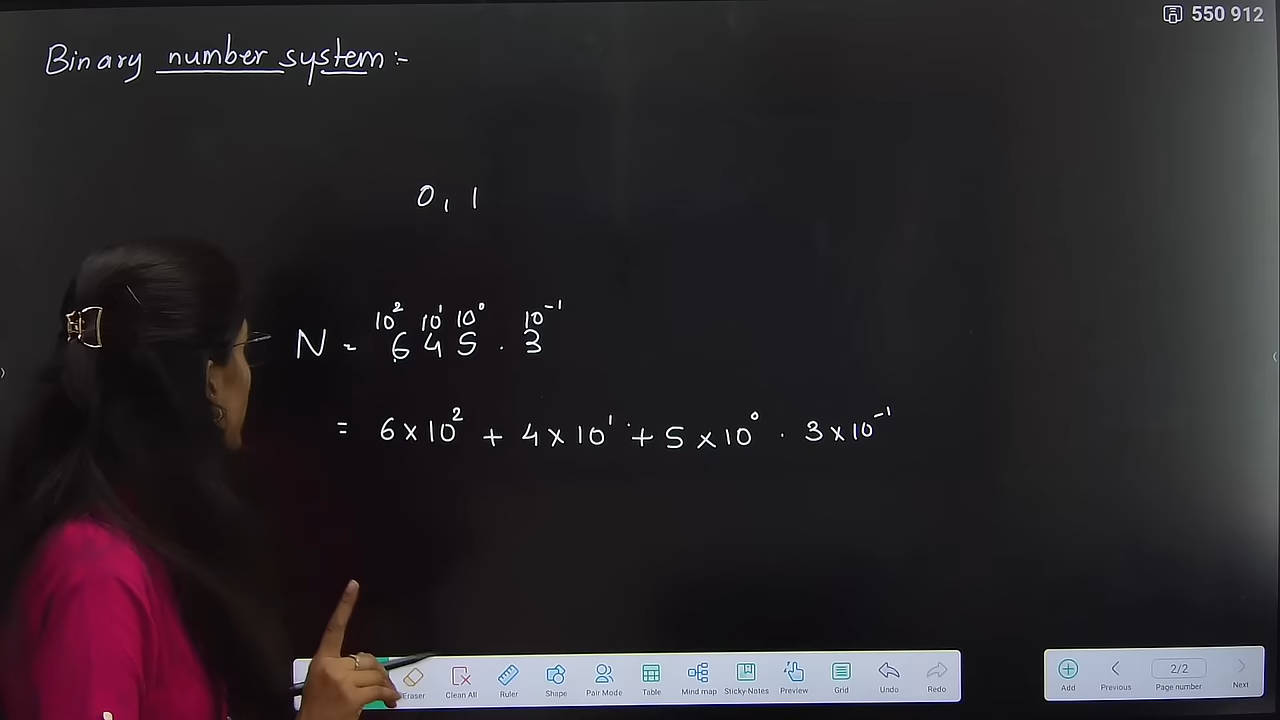 550 912
Binary number system :-
0, 1
10² 10¹ 10⁰ 10⁻¹
N = 6 4 5 . 3
= 6 × 10² + 4 × 10¹ + 5 × 10⁰ . 3 × 10⁻¹
Eraser Clean All Ruler Shape Pair Mode Table Mind map Sticky-Notes Preview Grid Undo Redo
Add Previous 2/2 Page number Next